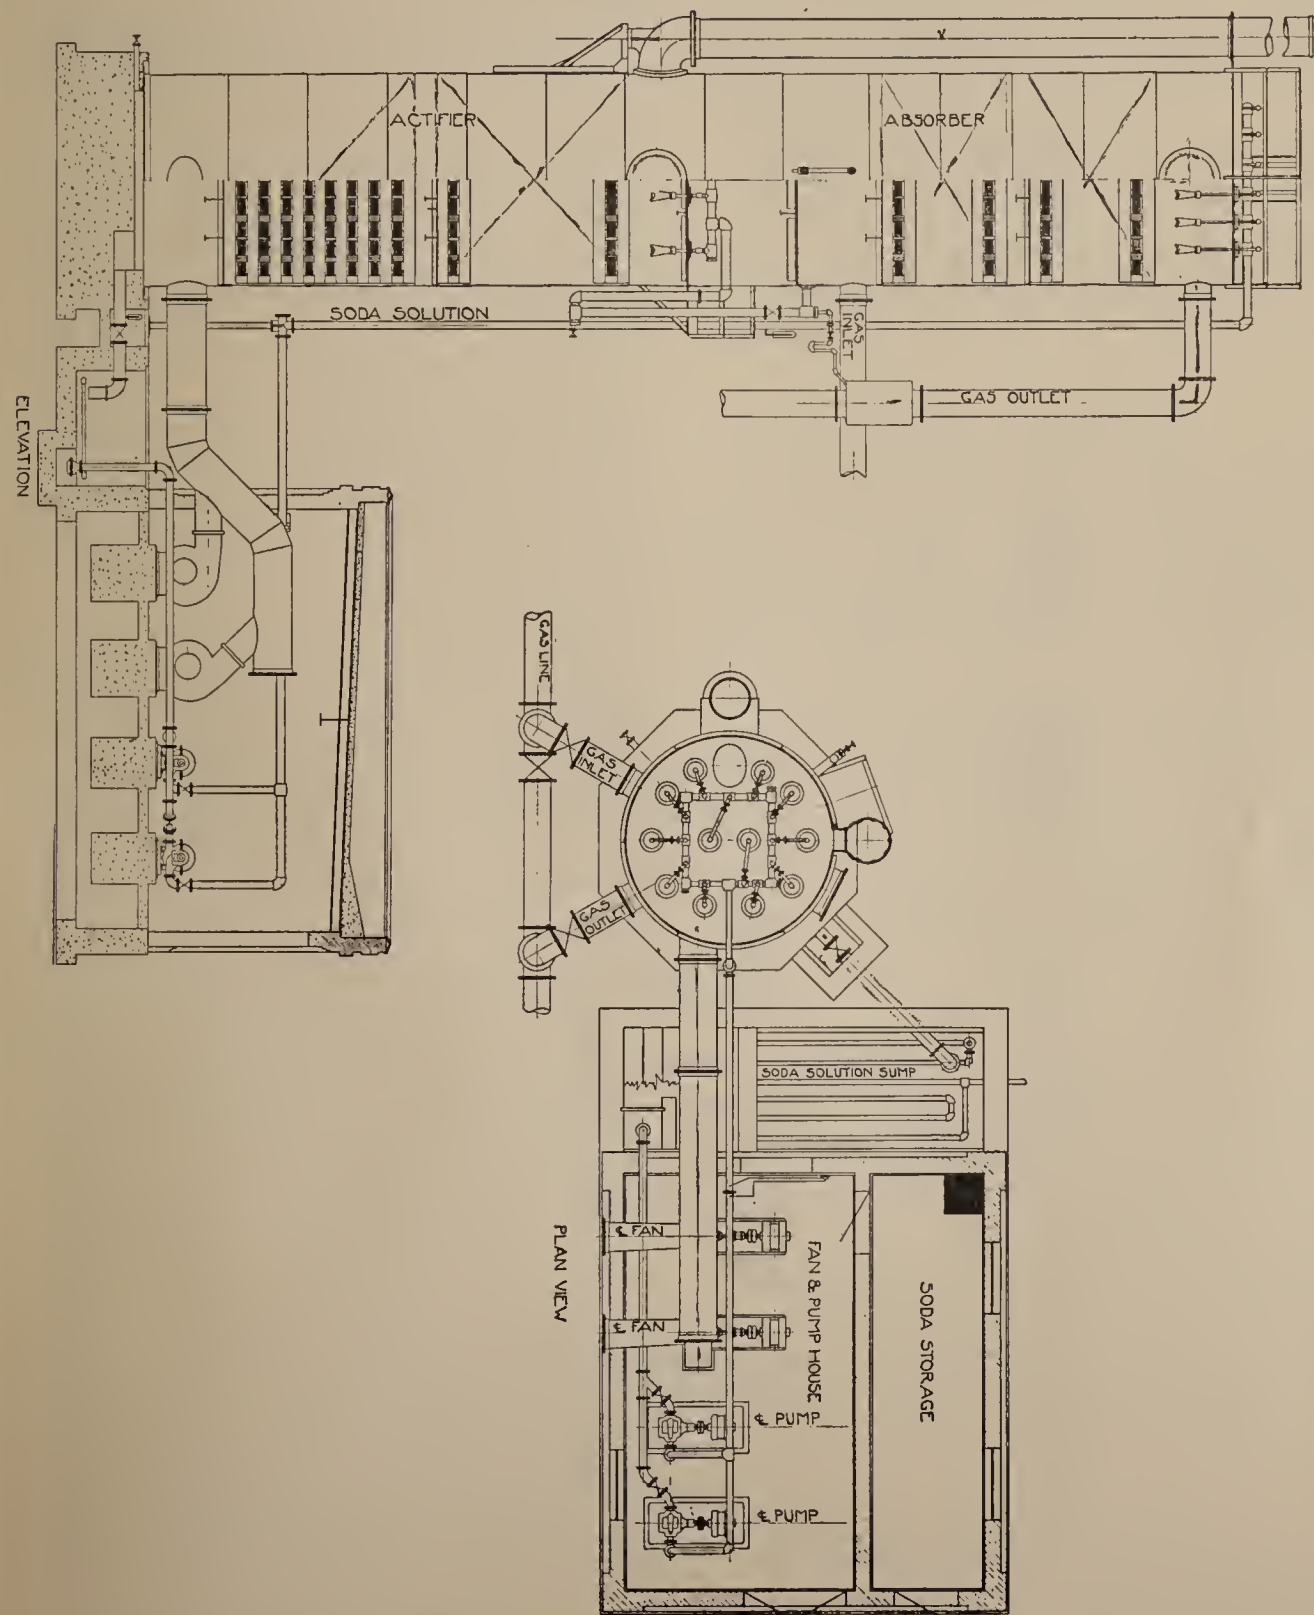 ACTIFIER
ABSORBER
SODA SOLUTION
GAS
INLET
GAS OUTLET
ELEVATION
GAS LINE
GAS
INLET
GAS
OUTLET
SODA SOLUTION SUMP
PLAN VIEW
℄ FAN
℄ FAN
FAN & PUMP HOUSE
SODA STORAGE
℄ PUMP
℄ PUMP